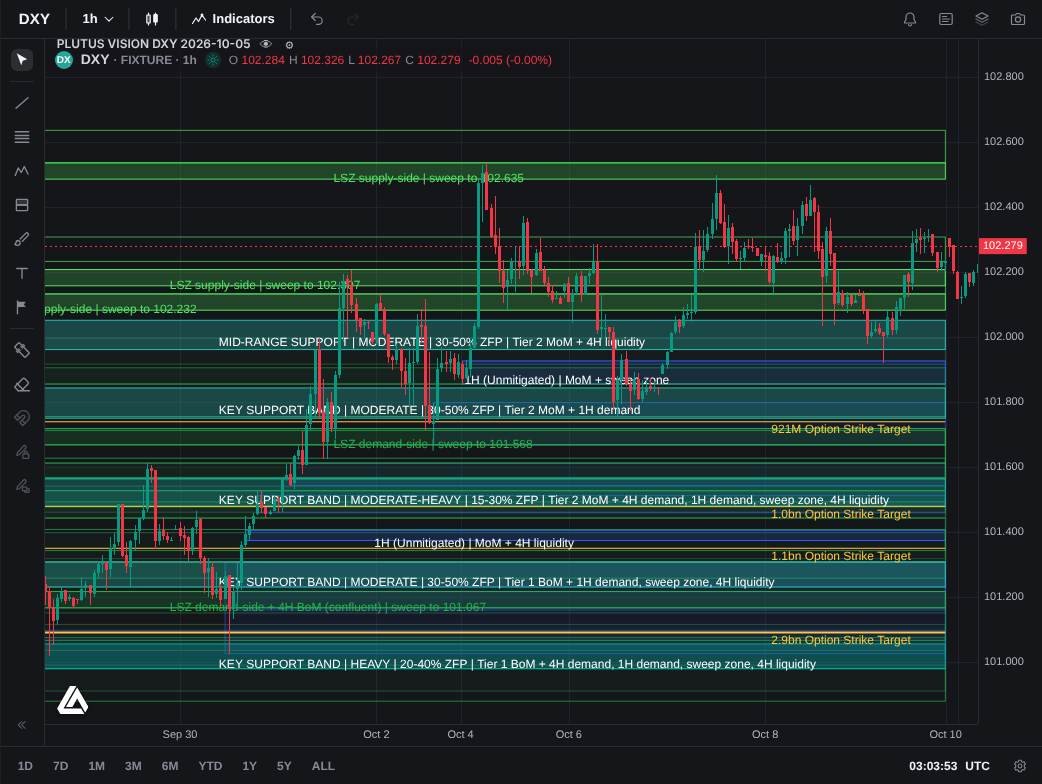 DXY 1h Indicators
PLUTUS VISION DXY 2026-10-05
DX DXY · FIXTURE · 1h O 102.284 H 102.326 L 102.267 C 102.279 -0.005 (-0.00%)
102.800
102.600
LSZ supply-side | sweep to 102.635
102.400
102.279
102.200
LSZ supply-side | sweep to
pply-side | sweep to 102.232
102.000
MID-RANGE SUPPORT | MODERATE | 30-50% ZFP | Tier 2 MoM + 4H liquidity
1H (Unmitigated) | MoM + sweep zone
101.800
KEY SUPPORT BAND | MODERATE | 30-50% ZFP | Tier 2 MoM + 1H demand
921M Option Strike Target
LSZ demand-side | sweep to 101.568
101.600
KEY SUPPORT BAND | MODERATE-HEAVY | 15-30% ZFP | Tier 2 MoM + 4H demand, 1H demand, sweep zone, 4H liquidity
1.0bn Option Strike Target
101.400
1H (Unmitigated) | MoM + 4H liquidity
1.1bn Option Strike Target
KEY SUPPORT BAND | MODERATE | 30-50% ZFP | Tier 1 BoM + 1H demand, sweep zone, 4H liquidity
101.200
LSZ demand-side + 4H BoM (confluent) | sweep to 101.067
2.9bn Option Strike Target
101.000
KEY SUPPORT BAND | HEAVY | 20-40% ZFP | Tier 1 BoM + 4H demand, 1H demand, sweep zone, 4H liquidity
Sep 30 Oct 2 Oct 4 Oct 6 Oct 8 Oct 10
1D 7D 1M 3M 6M YTD 1Y 5Y ALL 03:03:53 UTC